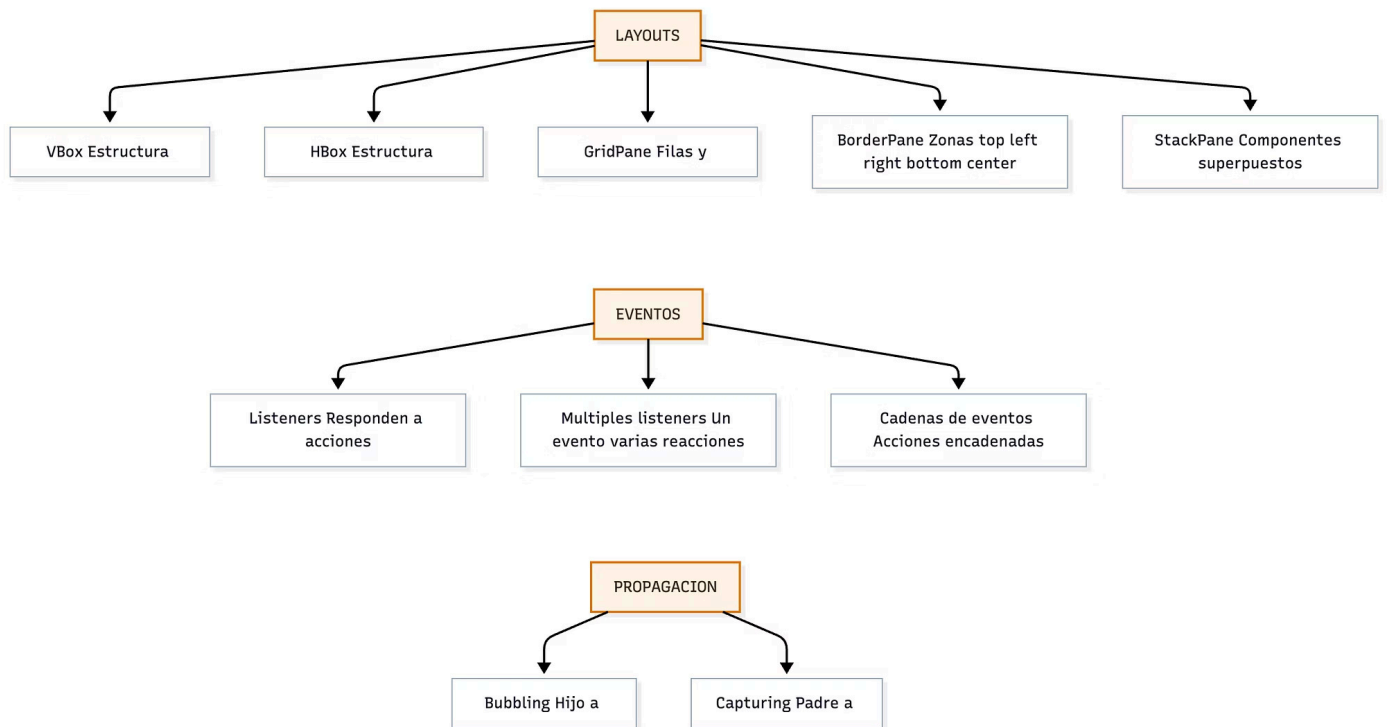 LAYOUTS
VBox Estructura
HBox Estructura
GridPane Filas y
BorderPane Zonas top left
right bottom center
StackPane Componentes
superpuestos
EVENTOS
Listeners Responden a
acciones
Multiples listeners Un
evento varias reacciones
Cadenas de eventos
Acciones encadenadas
PROPAGACION
Bubbling Hijo a
Capturing Padre a